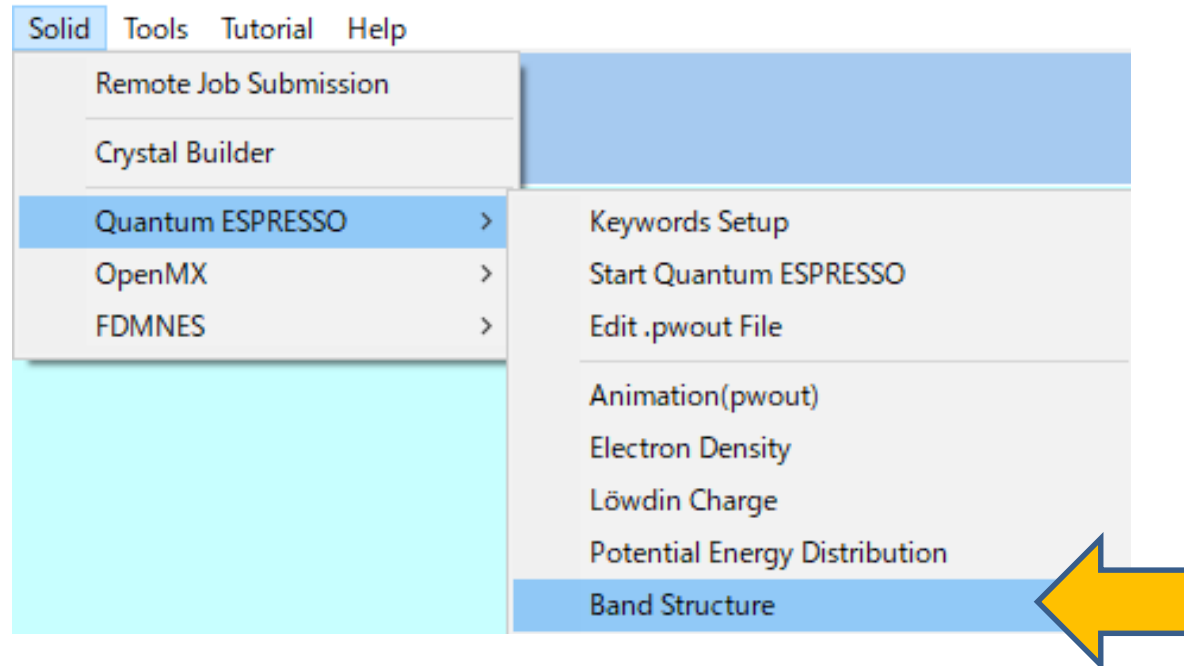 Solid Tools Tutorial Help
Remote Job Submission
Crystal Builder
Quantum ESPRESSO >
OpenMX >
FDMNES >
Keywords Setup
Start Quantum ESPRESSO
Edit .pwout File
Animation(pwout)
Electron Density
Löwdin Charge
Potential Energy Distribution
Band Structure